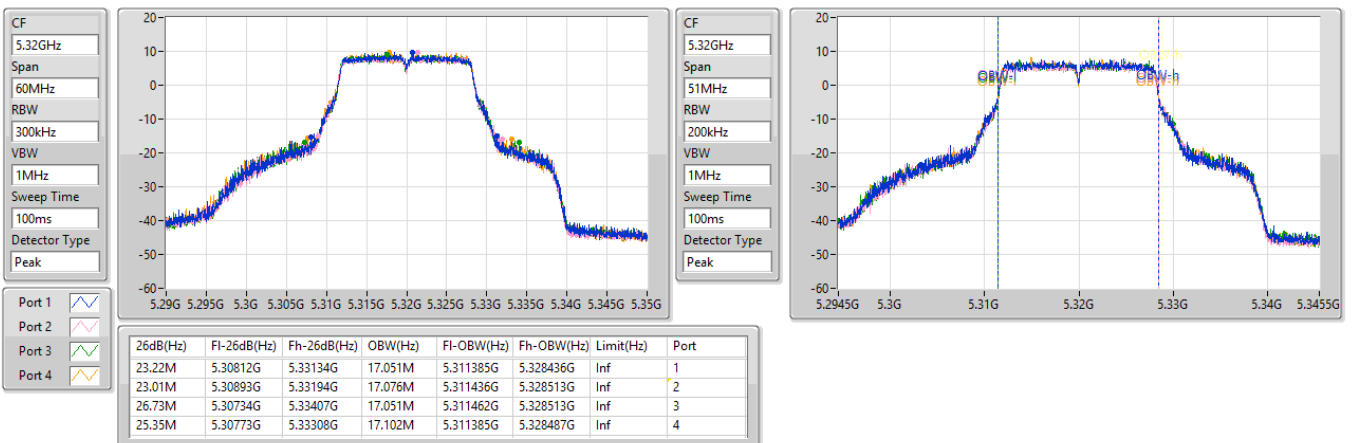 CF
5.32GHz
Span
60MHz
RBW
300kHz
VBW
1MHz
Sweep Time
100ms
Detector Type
Peak
20
10
0
-10
-20
-30
-40
-50
-60
5.29G 5.295G 5.3G 5.305G 5.31G 5.315G 5.32G 5.325G 5.33G 5.335G 5.34G 5.345G 5.35G
CF
5.32GHz
Span
51MHz
RBW
200kHz
VBW
1MHz
Sweep Time
100ms
Detector Type
Peak
20
10
0
-10
-20
-30
-40
-50
-60
OBW-l OBW-h
5.2945G 5.3G 5.31G 5.32G 5.33G 5.34G 5.3455G
Port 1
Port 2
Port 3
Port 4
26dB(Hz) Fl-26dB(Hz) Fh-26dB(Hz) OBW(Hz) Fl-OBW(Hz) Fh-OBW(Hz) Limit(Hz) Port
23.22M 5.30812G 5.33134G 17.051M 5.311385G 5.328436G Inf 1
23.01M 5.30893G 5.33194G 17.076M 5.311436G 5.328513G Inf 2
26.73M 5.30734G 5.33407G 17.051M 5.311462G 5.328513G Inf 3
25.35M 5.30773G 5.33308G 17.102M 5.311385G 5.328487G Inf 4